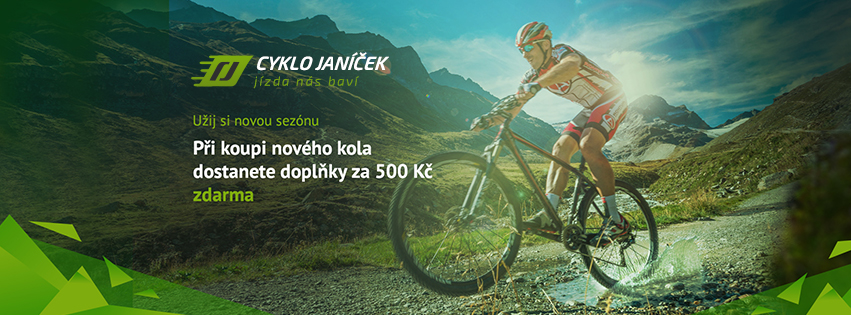 CYKLO JANÍČEK
jízda nás baví
Užij si novou sezónu
Při koupi nového kola
dostanete doplňky za 500 Kč
zdarma